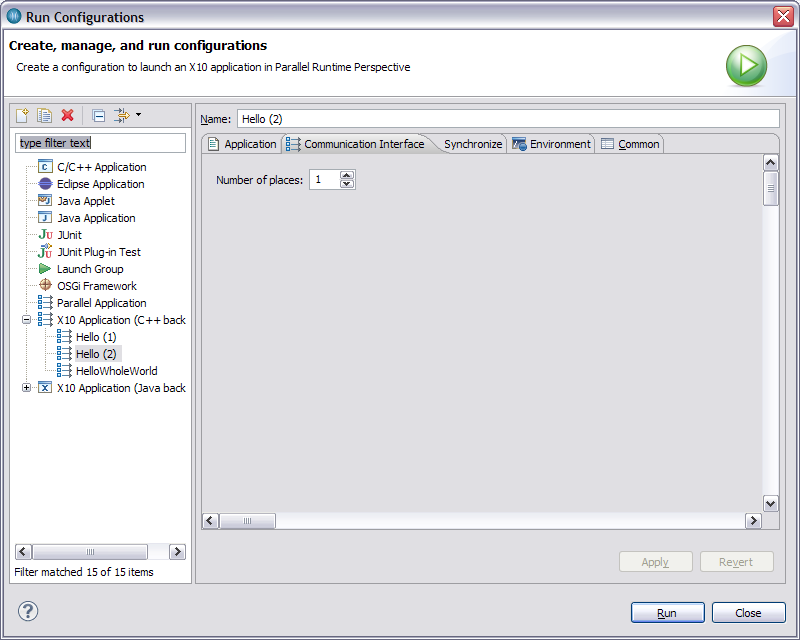 Run Configurations
Create, manage, and run configurations
Create a configuration to launch an X10 application in Parallel Runtime Perspective
type filter text
C/C++ Application
Eclipse Application
Java Applet
Java Application
JUnit
JUnit Plug-in Test
Launch Group
OSGi Framework
Parallel Application
X10 Application (C++ back
Hello (1)
Hello (2)
HelloWholeWorld
X10 Application (Java back
Filter matched 15 of 15 items
Name: Hello (2)
Application Communication Interface Synchronize Environment Common
Number of places: 1
Apply Revert
Run Close